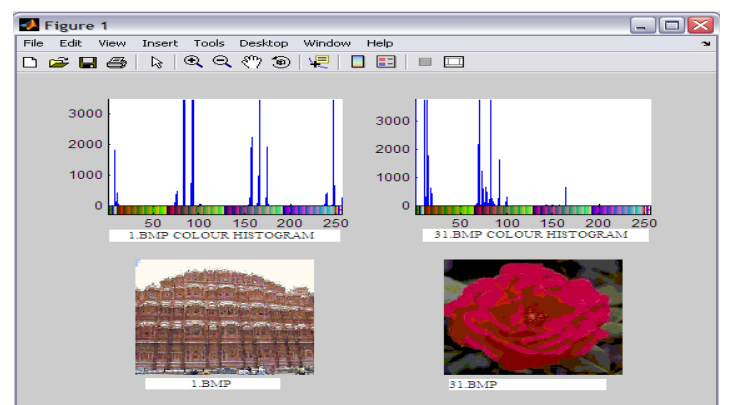 Figure 1
File Edit View Insert Tools Desktop Window Help
3000
2000
1000
0
50 100 150 200 250
1.BMP COLOUR HISTOGRAM
3000
2000
1000
0
50 100 150 200 250
31.BMP COLOUR HISTOGRAM
1.BMP
31.BMP